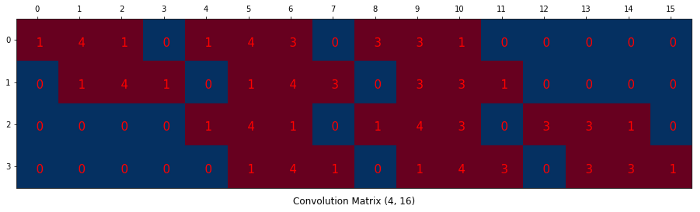 0 1 2 3 4 5 6 7 8 9 10 11 12 13 14 15
0 1 4 1 0 1 4 3 0 3 3 1 0 0 0 0 0
1 0 1 4 1 0 1 4 3 0 3 3 1 0 0 0 0
2 0 0 0 0 1 4 1 0 1 4 3 0 3 3 1 0
3 0 0 0 0 0 1 4 1 0 1 4 3 0 3 3 1
Convolution Matrix (4, 16)